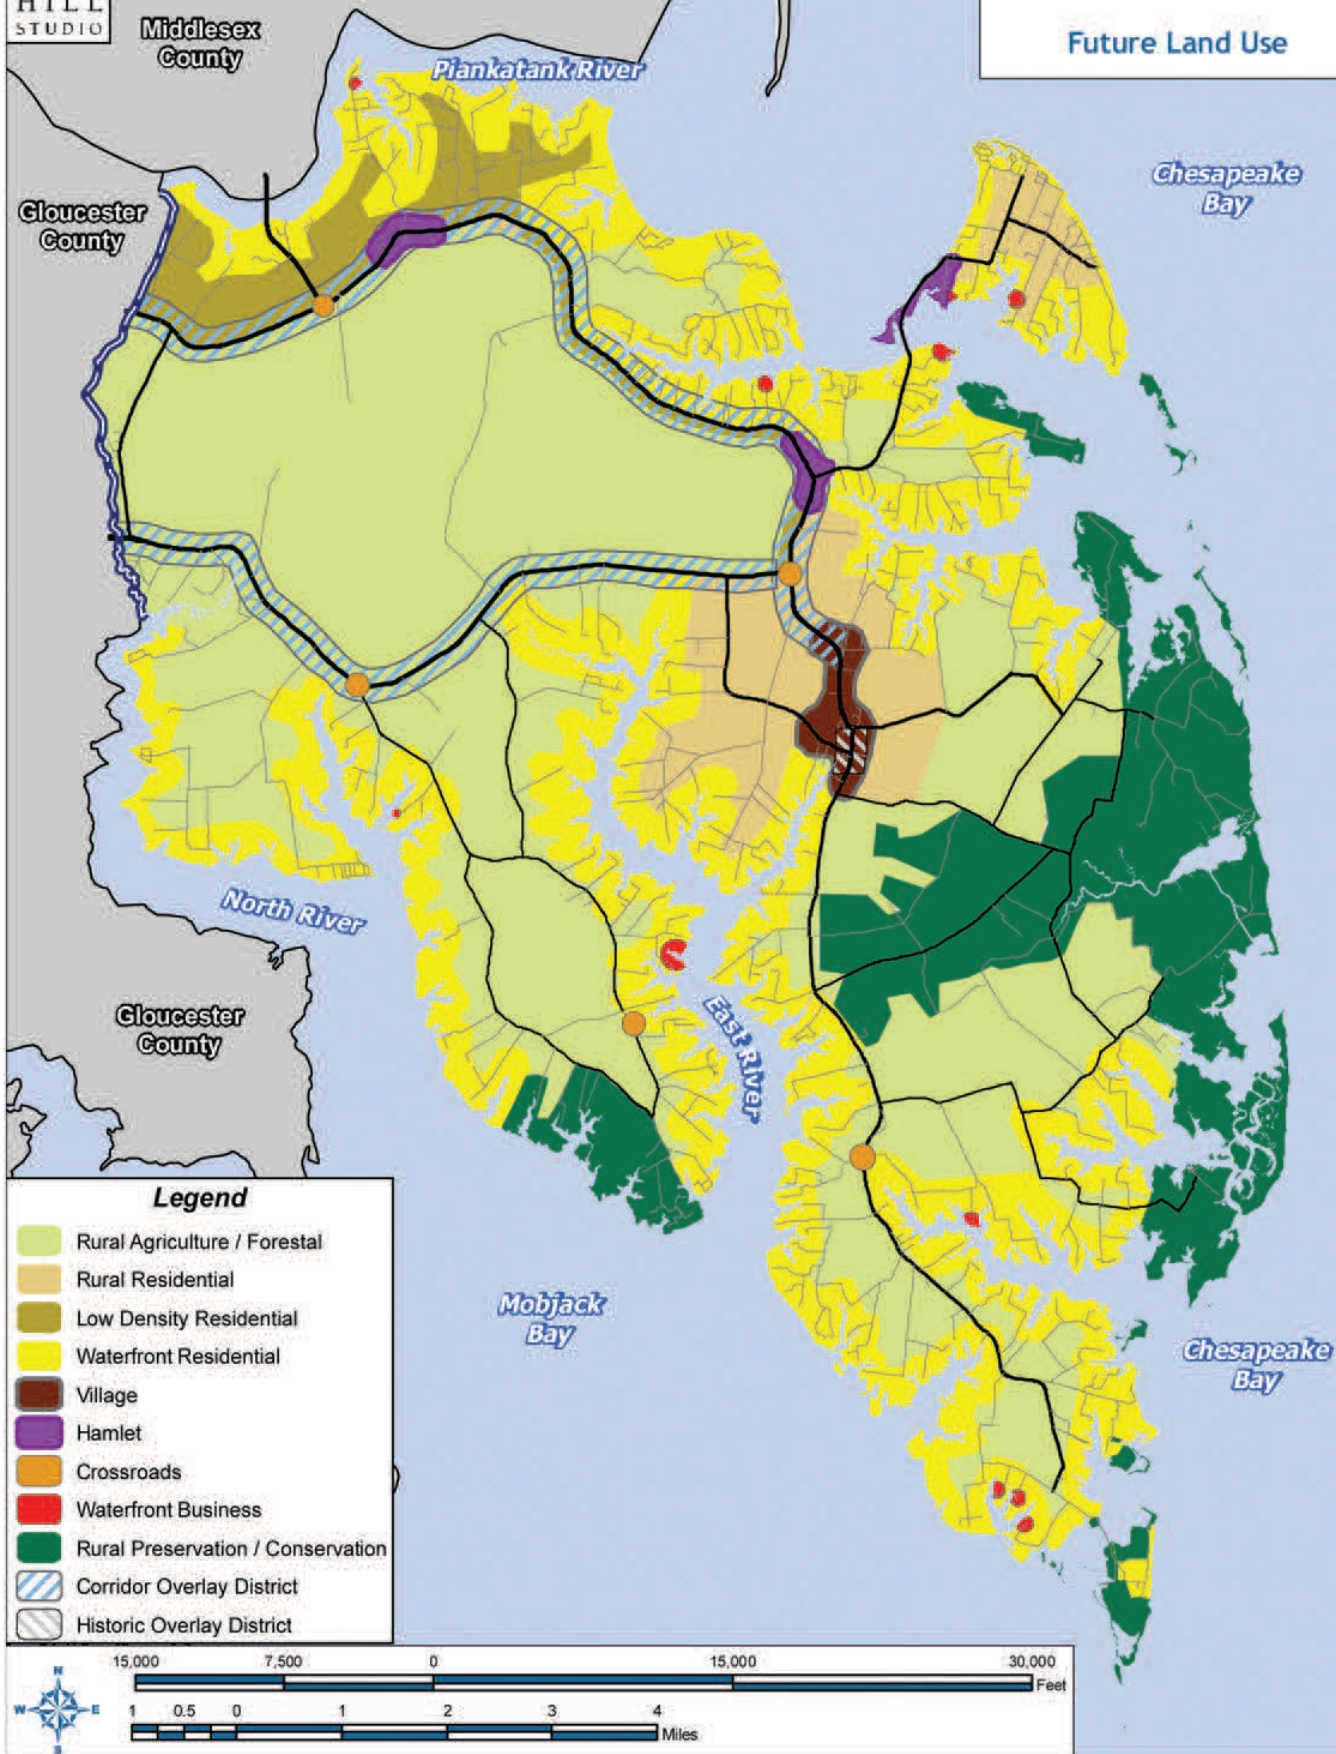 HILL
STUDIO
Middlesex
County
Future Land Use
Piankatank River
Chesapeake
Bay
Gloucester
County
North River
Gloucester
County
East River
Mobjack
Bay
Chesapeake
Bay
Legend
Rural Agriculture / Forestal
Rural Residential
Low Density Residential
Waterfront Residential
Village
Hamlet
Crossroads
Waterfront Business
Rural Preservation / Conservation
Corridor Overlay District
Historic Overlay District
15,000 7,500 0 15,000 30,000
Feet
1 0.5 0 1 2 3 4
Miles
N
W E
S